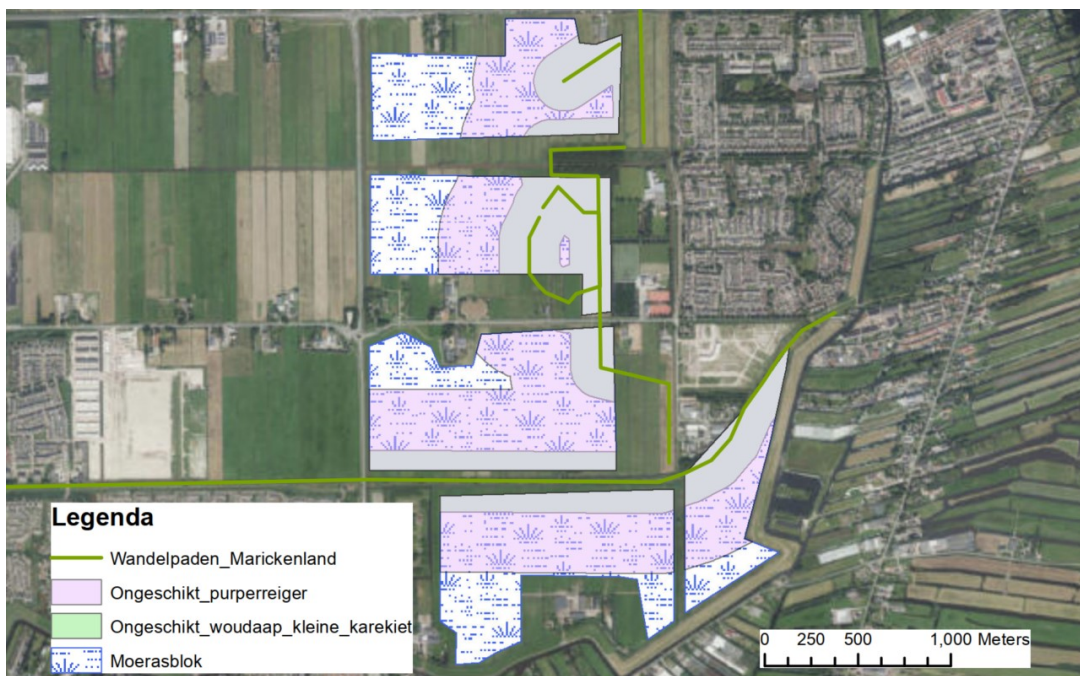 Legenda
Wandelpaden_Marickenland
Ongeschikt_purperreiger
Ongeschikt_woudaap_kleine_karekiet
Moerasblok
0 250 500 1,000 Meters